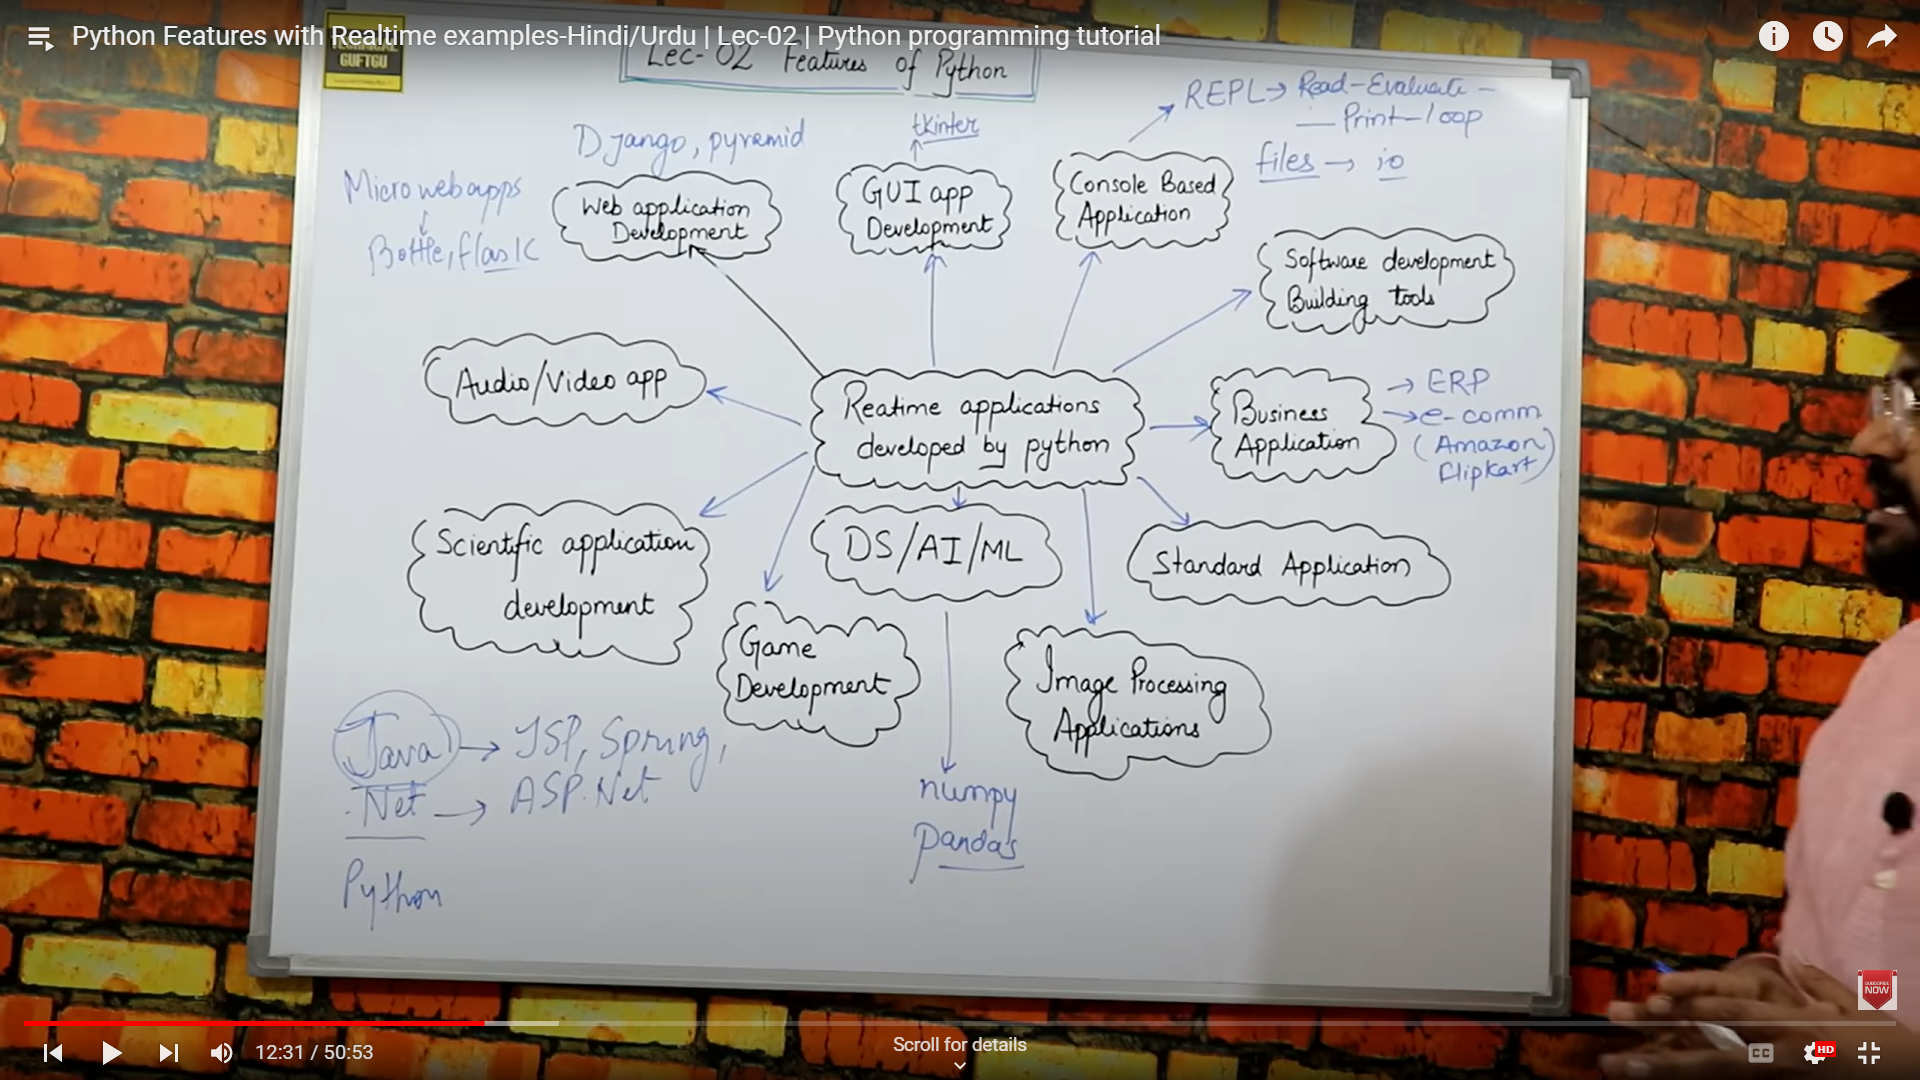 Python Features with Realtime examples-Hindi/Urdu | Lec-02 | Python programming tutorial
TECHNICAL
GUFTGU
Lec-02 Features of Python
REPL → Read-Evaluate-
Print-loop
files → io
tkinter
Django, pyramid
Micro web apps
Bottle, flask
Web application
Development
GUI app
Development
Console Based
Application
Software development
Building tools
Audio/Video app
Reatime applications
developed by python
Business
Application
→ ERP
→ e-comm
(Amazon
Flipkart)
Scientific application
development
DS/AI/ML
Standard Application
Game
Development
Image Processing
Applications
Java → JSP, Spring,
.Net → ASP.Net
Python
numpy
Pandas
SUBSCRIBE
NOW
12:31 / 50:53
Scroll for details
CC
HD